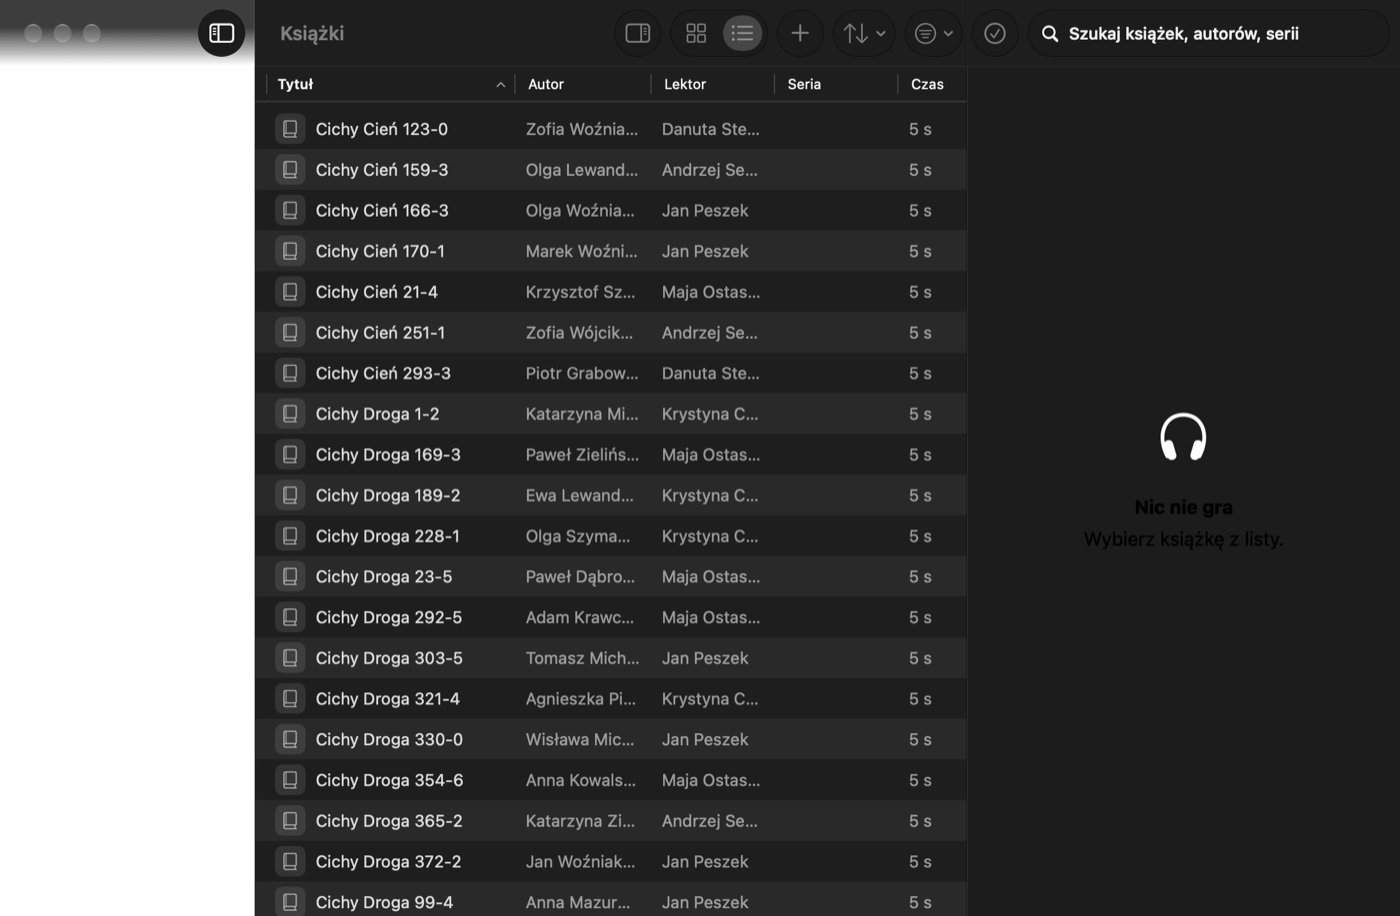 Książki
Szukaj książek, autorów, serii
Tytuł Autor Lektor Seria Czas
Cichy Cień 123-0 Zofia Woźnia... Danuta Ste... 5 s
Cichy Cień 159-3 Olga Lewand... Andrzej Se... 5 s
Cichy Cień 166-3 Olga Woźnia... Jan Peszek 5 s
Cichy Cień 170-1 Marek Woźni... Jan Peszek 5 s
Cichy Cień 21-4 Krzysztof Sz... Maja Ostas... 5 s
Cichy Cień 251-1 Zofia Wójcik... Andrzej Se... 5 s
Cichy Cień 293-3 Piotr Grabow... Danuta Ste... 5 s
Cichy Droga 1-2 Katarzyna Mi... Krystyna C... 5 s
Cichy Droga 169-3 Paweł Zielińs... Maja Ostas... 5 s
Cichy Droga 189-2 Ewa Lewand... Krystyna C... 5 s
Cichy Droga 228-1 Olga Szyma... Krystyna C... 5 s
Cichy Droga 23-5 Paweł Dąbro... Maja Ostas... 5 s
Cichy Droga 292-5 Adam Krawc... Maja Ostas... 5 s
Cichy Droga 303-5 Tomasz Mich... Jan Peszek 5 s
Cichy Droga 321-4 Agnieszka Pi... Krystyna C... 5 s
Cichy Droga 330-0 Wisława Mic... Jan Peszek 5 s
Cichy Droga 354-6 Anna Kowals... Maja Ostas... 5 s
Cichy Droga 365-2 Katarzyna Zi... Andrzej Se... 5 s
Cichy Droga 372-2 Jan Woźniak... Jan Peszek 5 s
Cichy Droga 99-4 Anna Mazur... Jan Peszek 5 s
Nic nie gra
Wybierz książkę z listy.